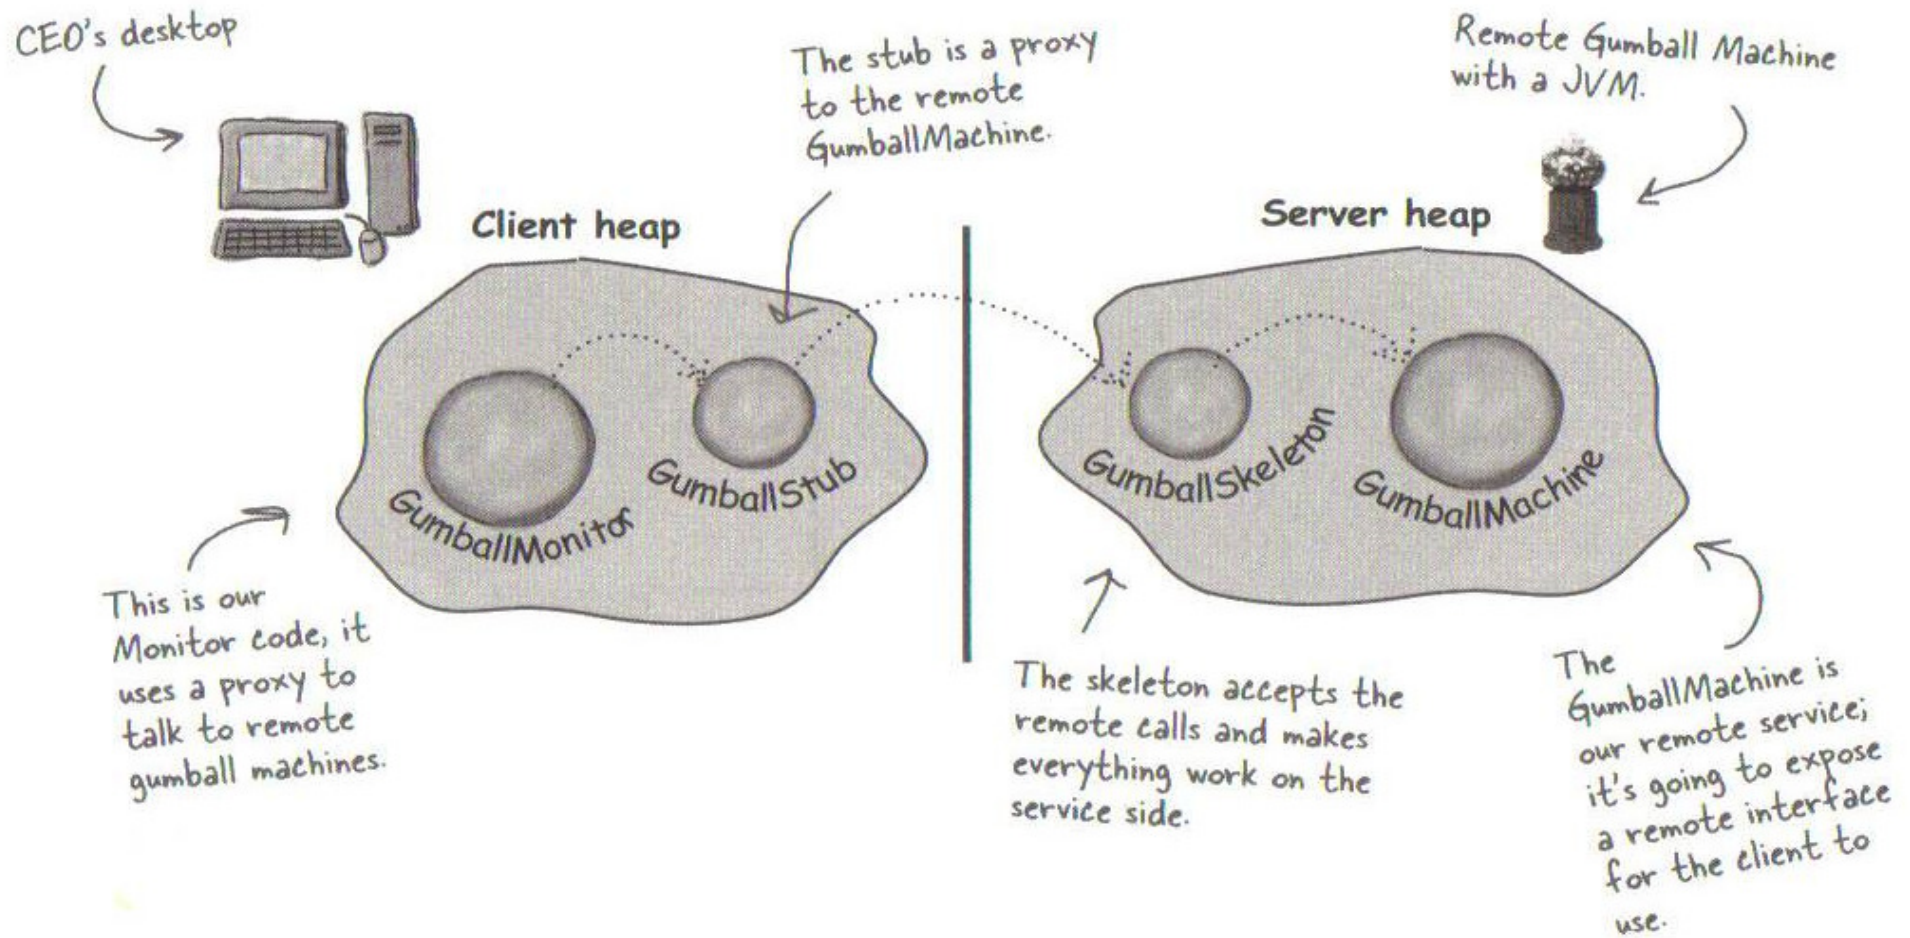 CEO's desktop
The stub is a proxy
to the remote
GumballMachine.
Remote Gumball Machine
with a JVM.
Client heap
Server heap
GumballMonitor
GumballStub
GumballSkeleton
GumballMachine
This is our
Monitor code, it
uses a proxy to
talk to remote
gumball machines.
The skeleton accepts the
remote calls and makes
everything work on the
service side.
The
GumballMachine is
our remote service;
it's going to expose
a remote interface
for the client to
use.